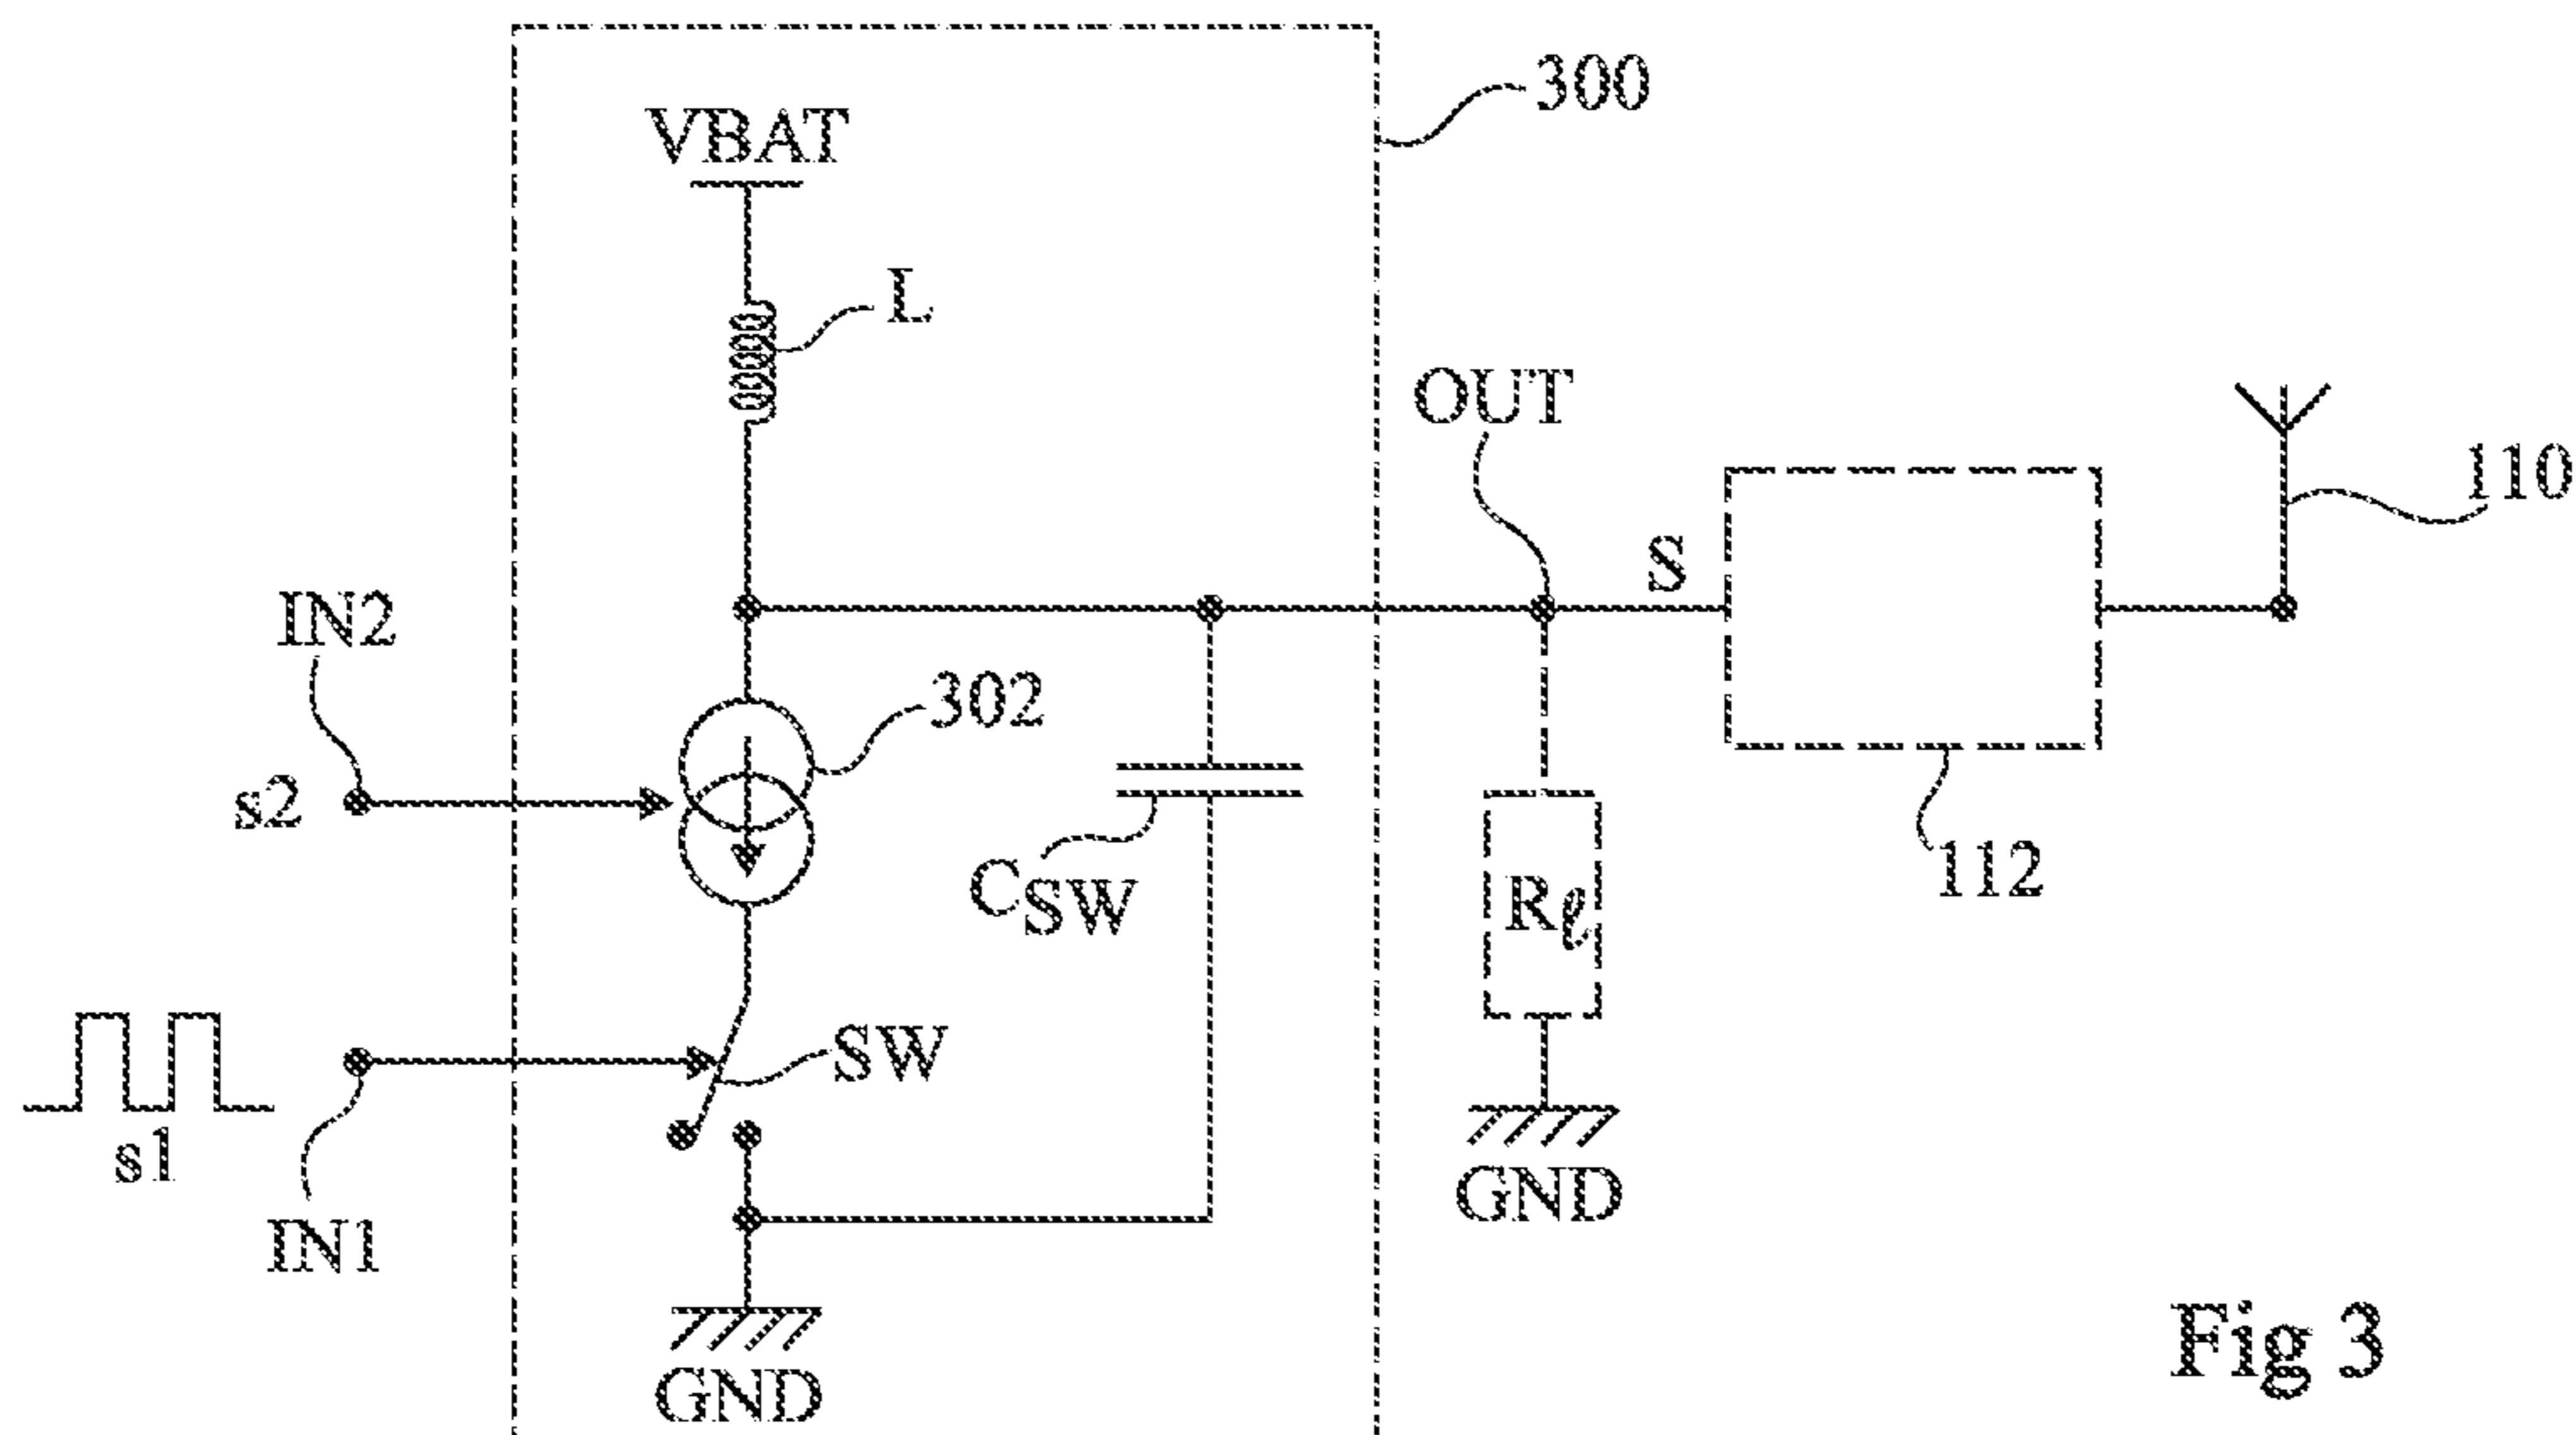 300
VBAT
L
OUT
110
S
IN2
302
s2
112
CSW
Rℓ
SW
s1
IN1
GND
GND
Fig 3